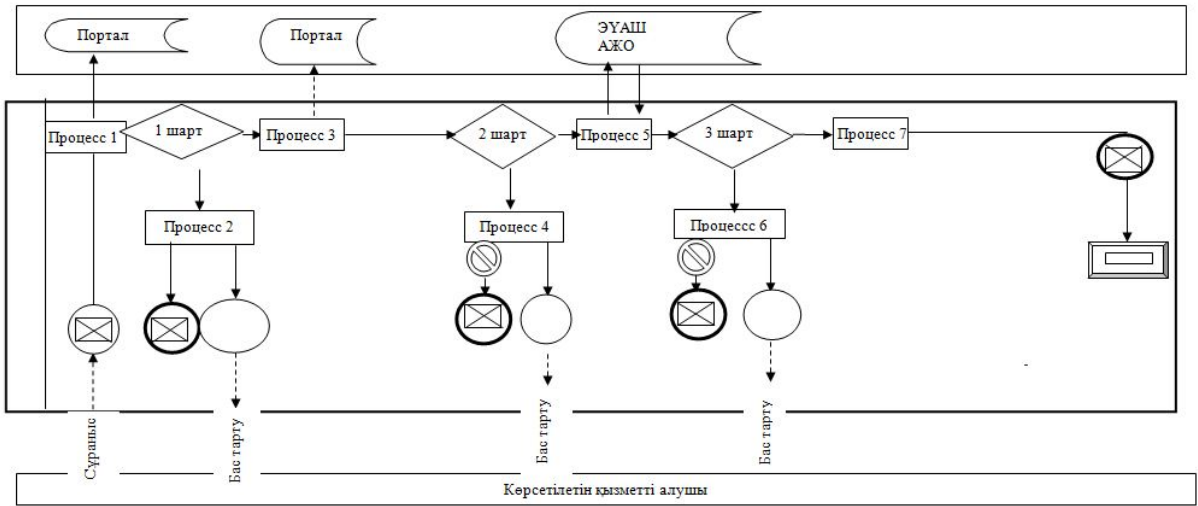 Портал
Портал
ЭҮАШ
АЖО
Процесс 1
1 шарт
Процесс 3
2 шарт
Процесс 5
3 шарт
Процесс 7
Процесс 2
Процесс 4
Процессс 6
Сұраныс
Бас тарту
Бас тарту
Бас тарту
Көрсетілетін қызметті алушы